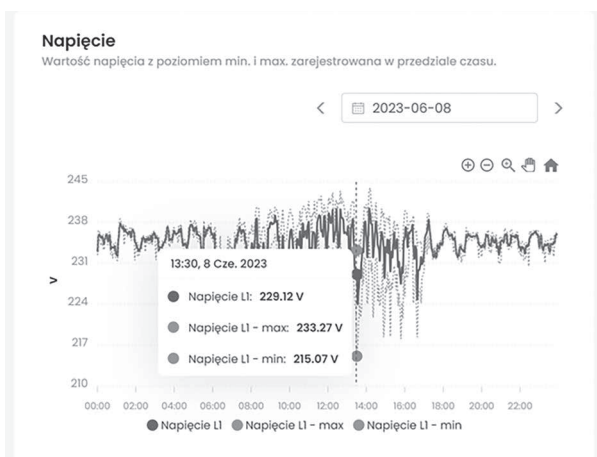 Napięcie
Wartość napięcia z poziomiem min. i max. zarejestrowana w przedziale czasu.
2023-06-08
245
238
231
224
217
210
V
13:30, 8 Cze. 2023
Napięcie L1: 229.12 V
Napięcie L1 - max: 233.27 V
Napięcie L1 - min: 215.07 V
00:00 02:00 04:00 06:00 08:00 10:00 12:00 14:00 16:00 18:00 20:00 22:00
Napięcie L1 Napięcie L1 - max Napięcie L1 - min